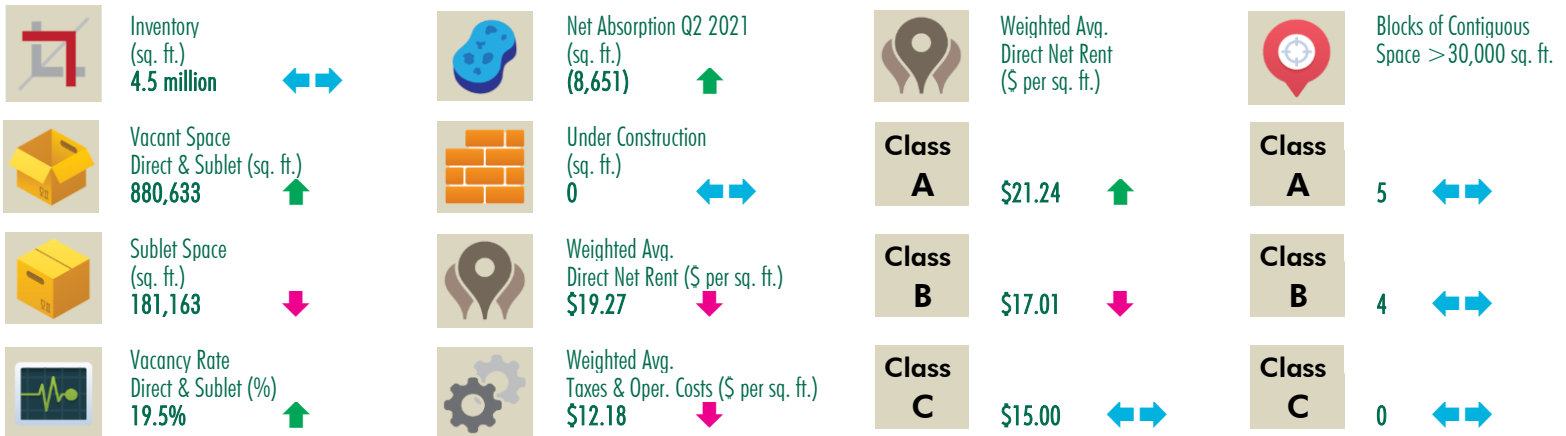 Inventory
(sq. ft.)
4.5 million
Vacant Space
Direct & Sublet (sq. ft.)
880,633
Sublet Space
(sq. ft.)
181,163
Vacancy Rate
Direct & Sublet (%)
19.5%
Net Absorption Q2 2021
(sq. ft.)
(8,651)
Under Construction
(sq. ft.)
0
Weighted Avg.
Direct Net Rent ($ per sq. ft.)
$19.27
Weighted Avg.
Taxes & Oper. Costs ($ per sq. ft.)
$12.18
Weighted Avg.
Direct Net Rent
($ per sq. ft.)
Class
A
$21.24
Class
B
$17.01
Class
C
$15.00
Blocks of Contiguous
Space >30,000 sq. ft.
Class
A
5
Class
B
4
Class
C
0